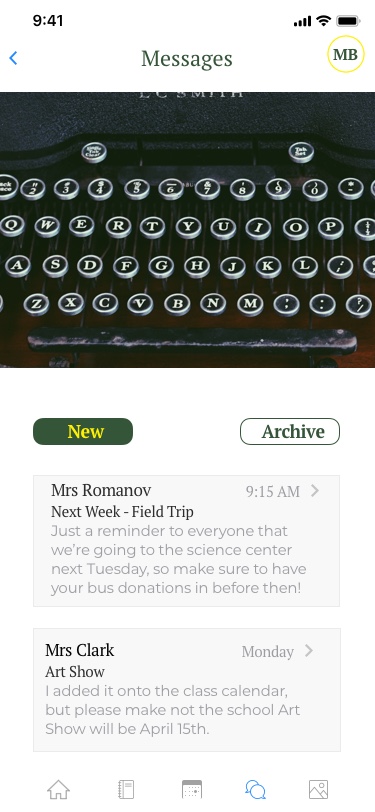 9:41
Messages
MB
L C SMITH
Q W E R T Y U I O P
A S D F G H J K L
Z X C V B N M
New
Archive
Mrs Romanov
9:15 AM
Next Week - Field Trip
Just a reminder to everyone that
we're going to the science center
next Tuesday, so make sure to have
your bus donations in before then!
Mrs Clark
Monday
Art Show
I added it onto the class calendar,
but please make not the school Art
Show will be April 15th.